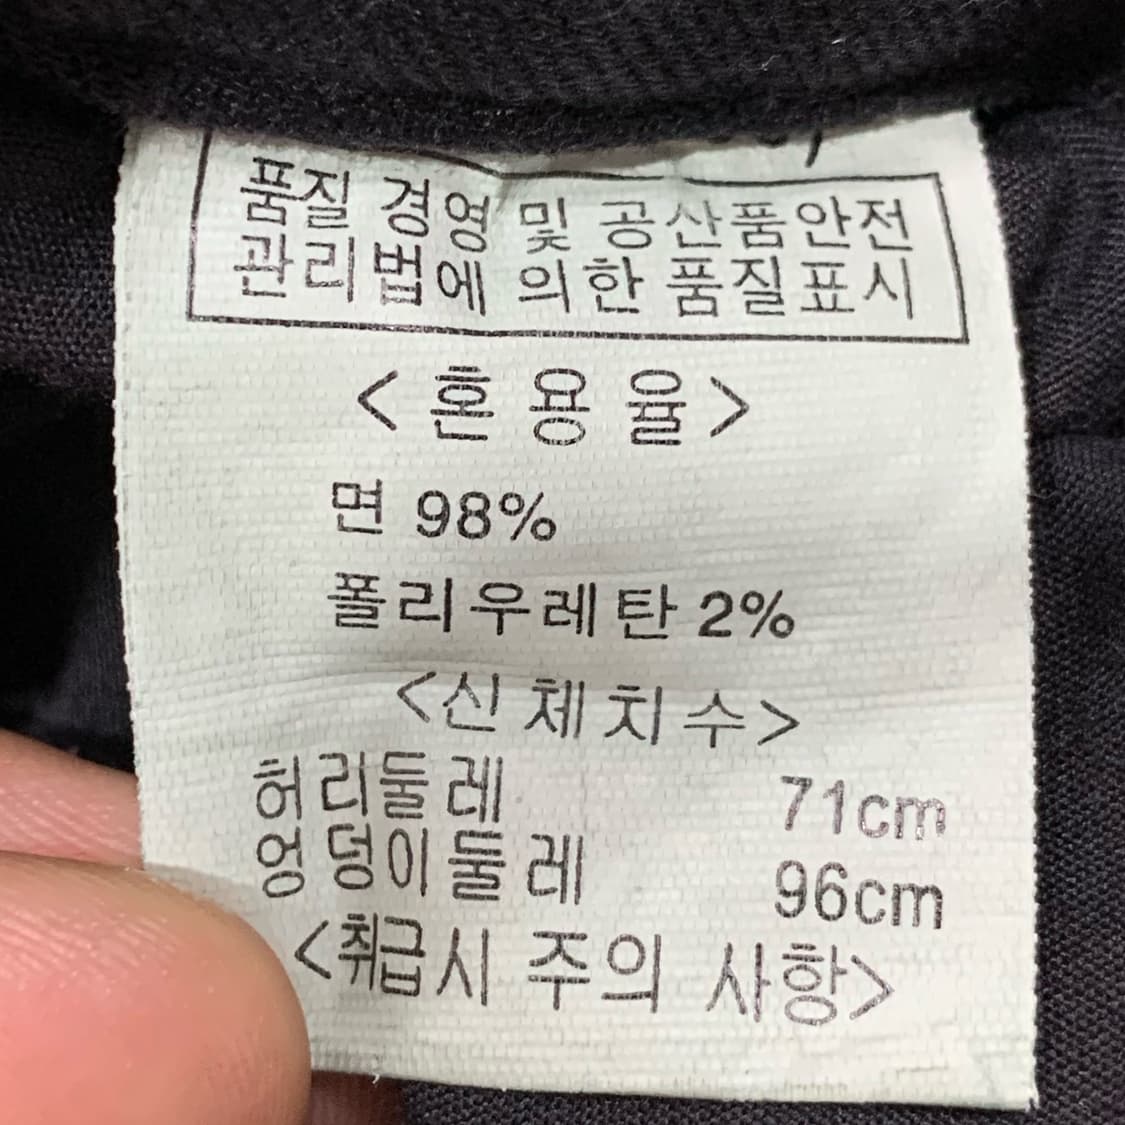 품질 경영 및 공산품안전
관리법에 의한 품질표시
<혼용율>
면 98%
폴리우레탄 2%
<신체치수>
허리둘레 71cm
엉덩이둘레 96cm
<취급시 주의 사항>